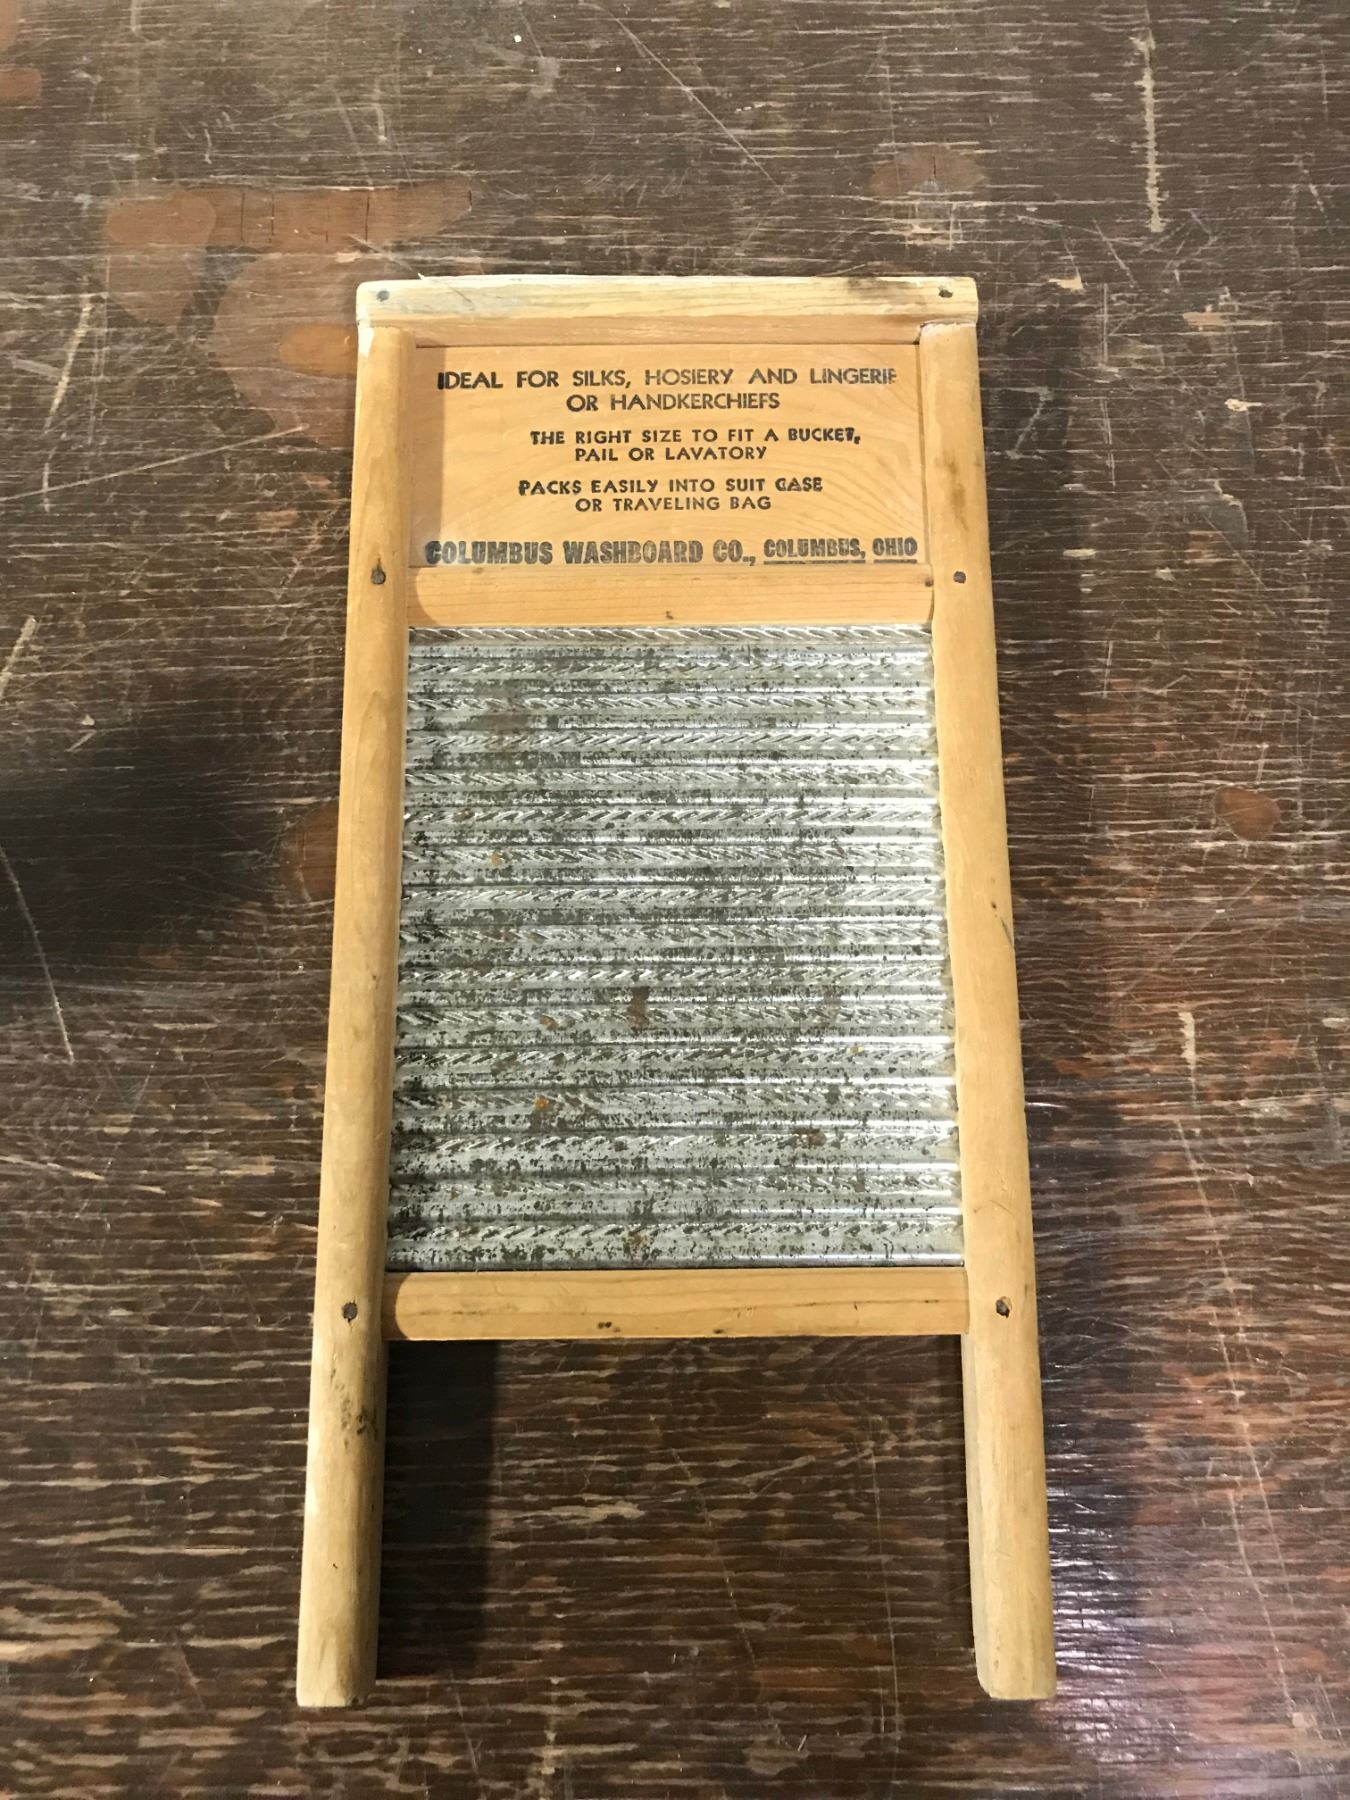 IDEAL FOR SILKS, HOSIERY AND LINGERIE
OR HANDKERCHIEFS
THE RIGHT SIZE TO FIT A BUCKET,
PAIL OR LAVATORY
PACKS EASILY INTO SUIT CASE
OR TRAVELING BAG
COLUMBUS WASHBOARD CO., COLUMBUS, OHIO